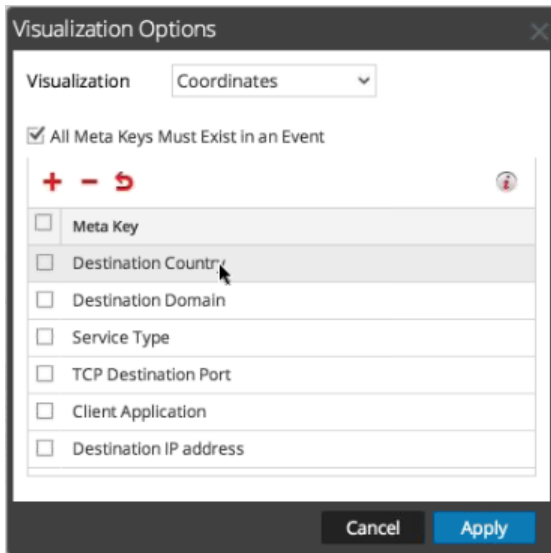 Visualization Options
Visualization Coordinates
All Meta Keys Must Exist in an Event
Meta Key
Destination Country
Destination Domain
Service Type
TCP Destination Port
Client Application
Destination IP address
Cancel Apply